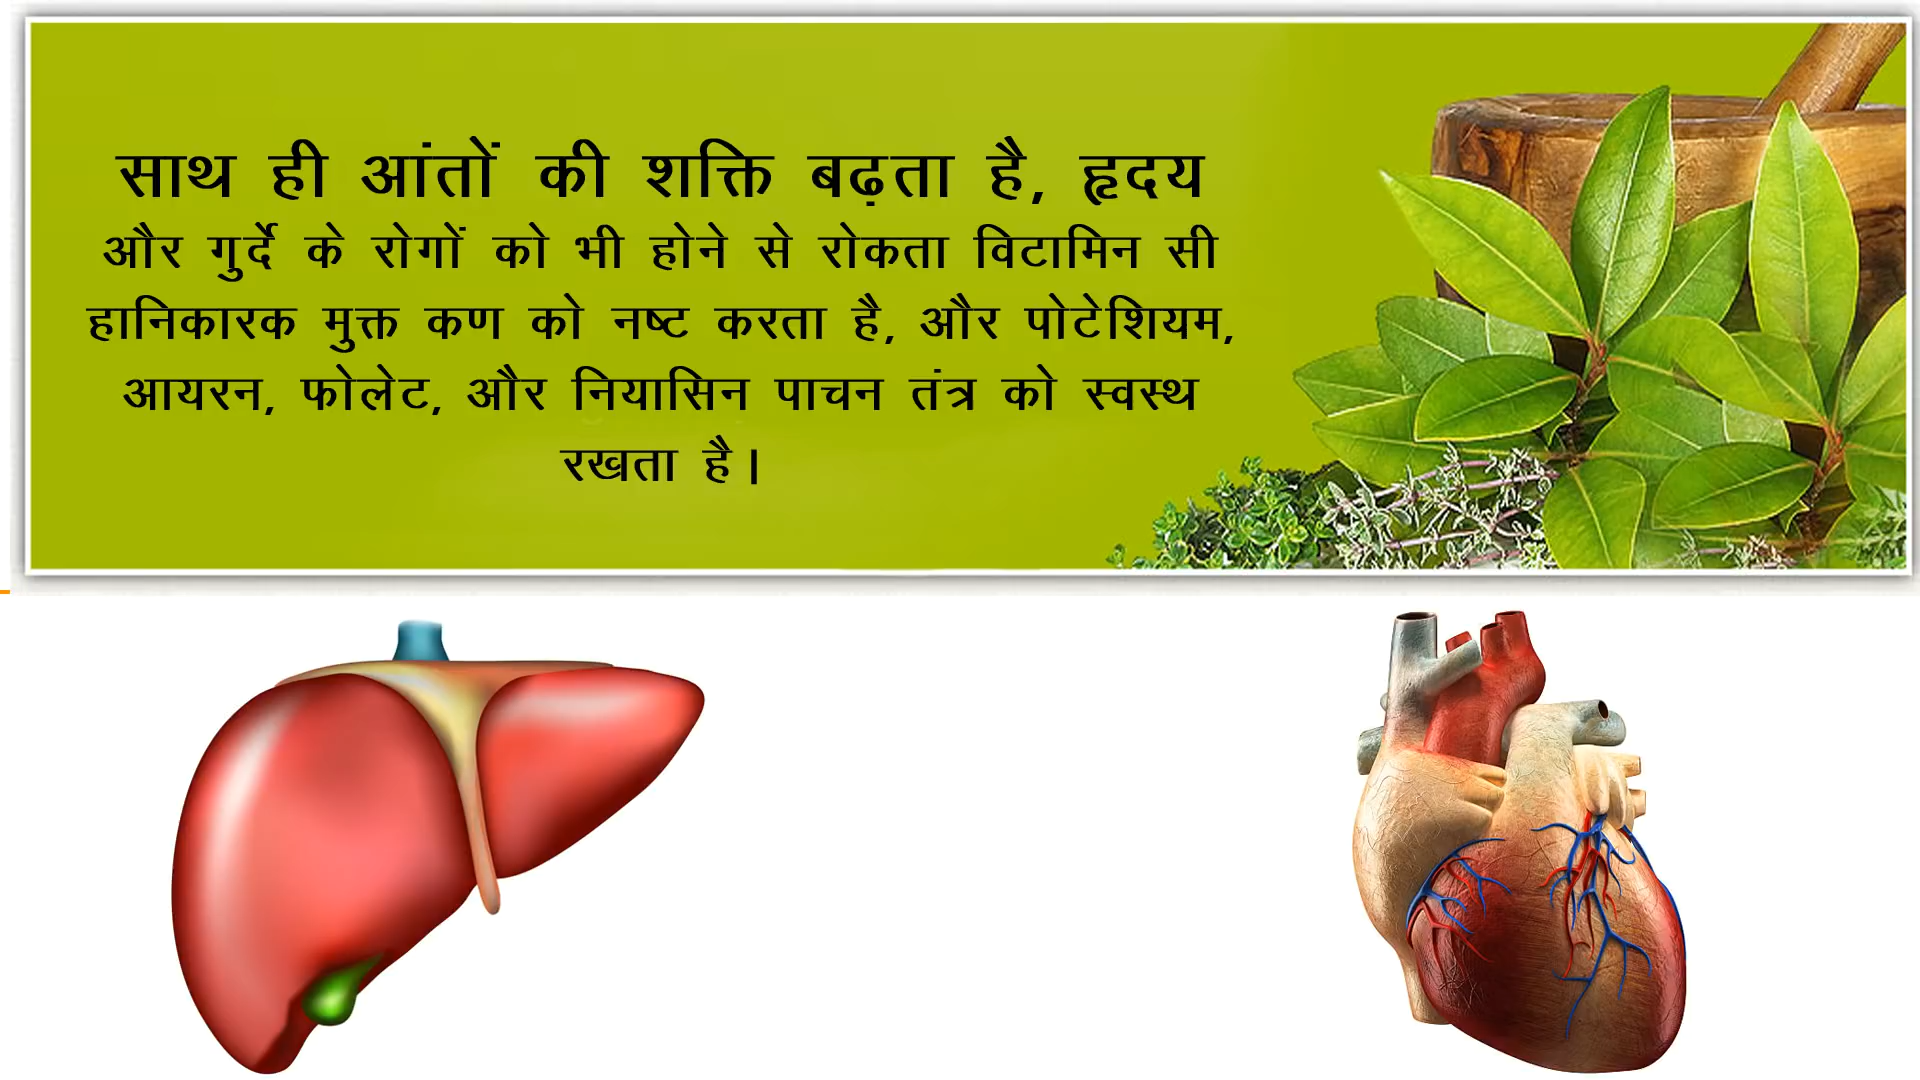 साथ ही आंतों की शक्ति बढ़ता है, हृदय
और गुर्दे के रोगों को भी होने से रोकता विटामिन सी
हानिकारक मुक्त कण को नष्ट करता है, और पोटेशियम,
आयरन, फोलेट, और नियासिन पाचन तंत्र को स्वस्थ
रखता है।